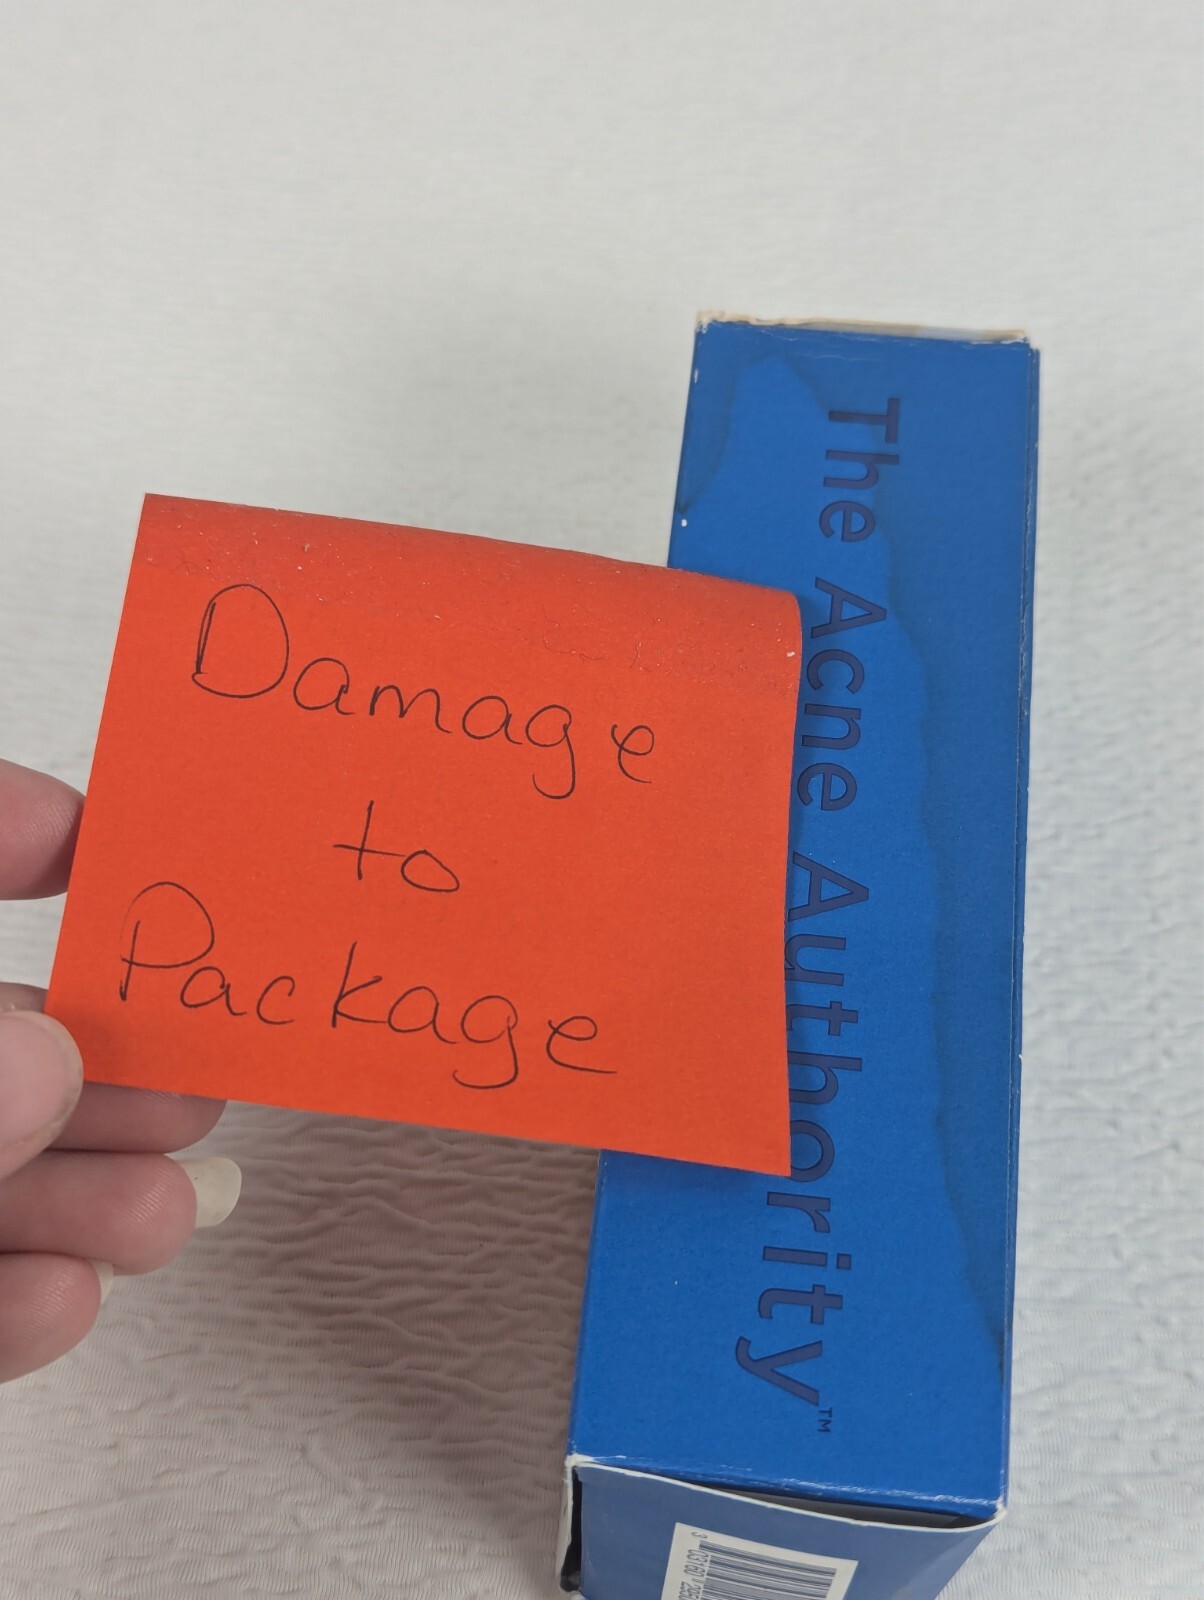 Damage
to
Package
The Acne Authority™